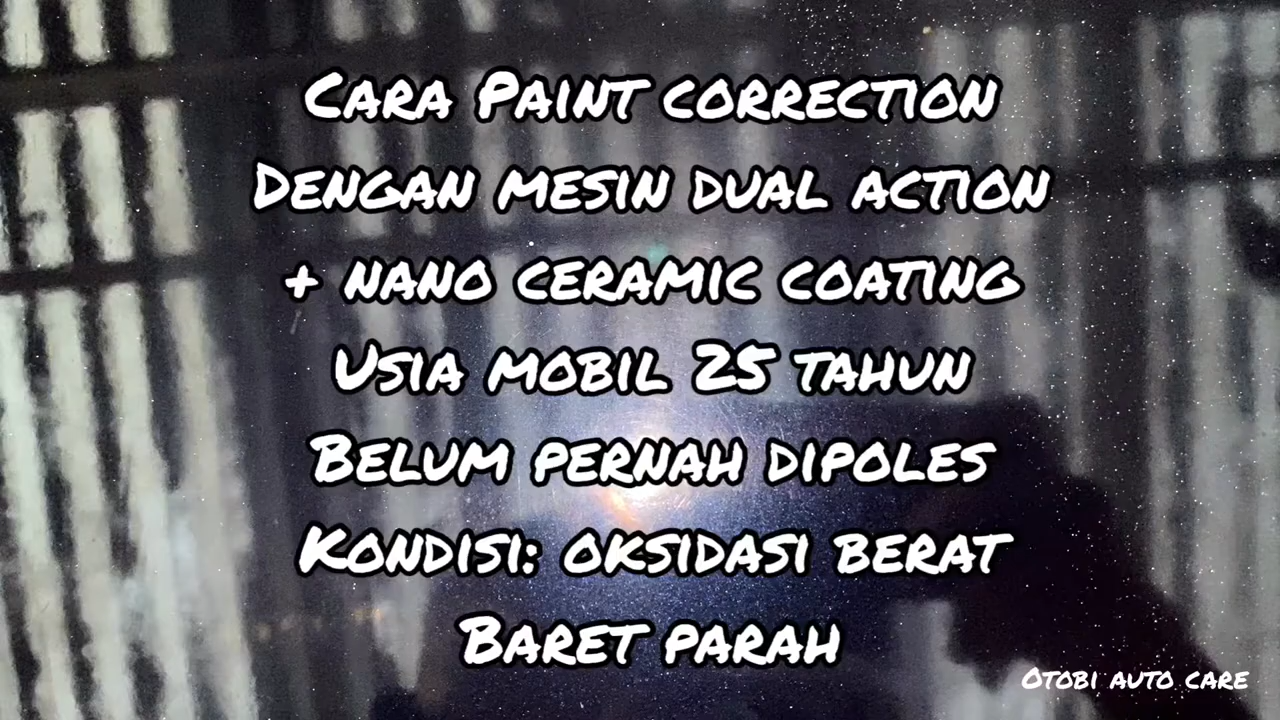 Cara Paint correction
Dengan mesin dual action
+ nano ceramic coating
Usia mobil 25 tahun
Belum pernah dipoles
Kondisi: oksidasi berat
Baret parah
Otobi auto care